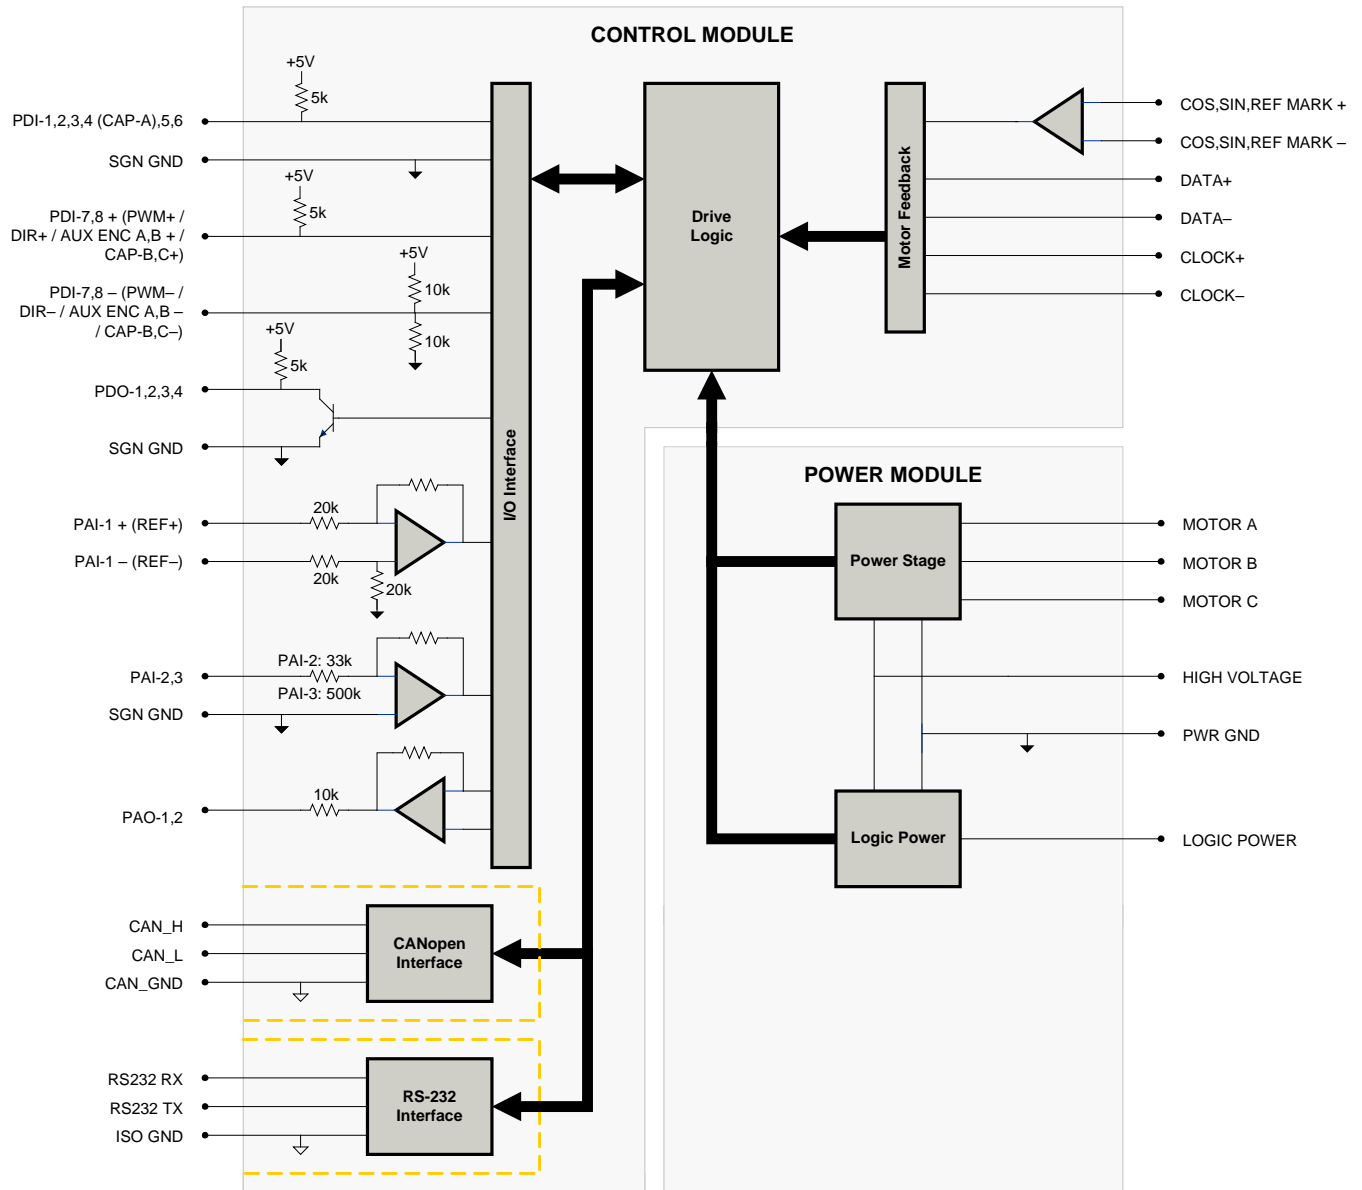 CONTROL MODULE
+5V
5k
PDI-1,2,3,4 (CAP-A),5,6
SGN GND
+5V
5k
PDI-7,8 + (PWM+ /
DIR+ / AUX ENC A,B + /
CAP-B,C+)
+5V
10k
PDI-7,8 – (PWM– /
DIR– / AUX ENC A,B –
/ CAP-B,C–)
10k
+5V
5k
PDO-1,2,3,4
SGN GND
20k
PAI-1 + (REF+)
PAI-1 – (REF–)
20k
20k
PAI-2: 33k
PAI-2,3
PAI-3: 500k
SGN GND
10k
PAO-1,2
I/O Interface
CAN_H
CAN_L
CAN_GND
CANopen
Interface
RS232 RX
RS232 TX
ISO GND
RS-232
Interface
Drive
Logic
Motor Feedback
COS,SIN,REF MARK +
COS,SIN,REF MARK –
DATA+
DATA–
CLOCK+
CLOCK–
POWER MODULE
Power Stage
MOTOR A
MOTOR B
MOTOR C
HIGH VOLTAGE
PWR GND
Logic Power
LOGIC POWER